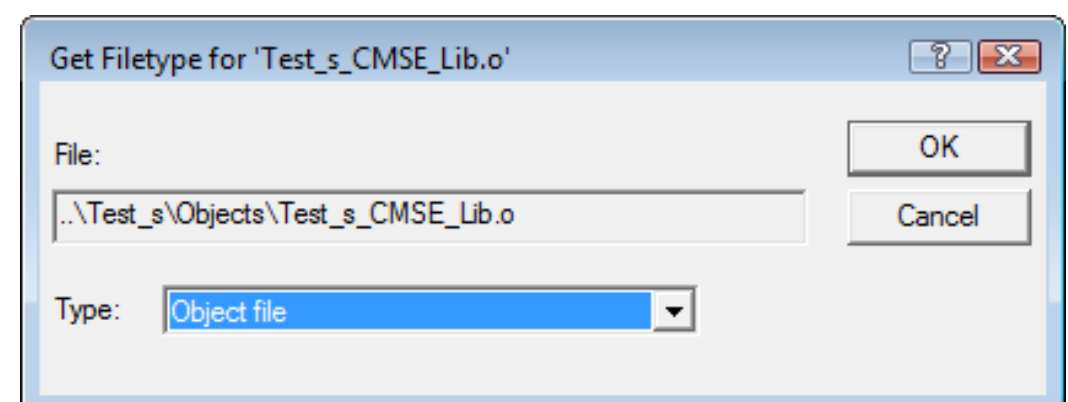 Get Filetype for 'Test_s_CMSE_Lib.o'
File:
OK
..\Test_s\Objects\Test_s_CMSE_Lib.o
Cancel
Type:
Object file